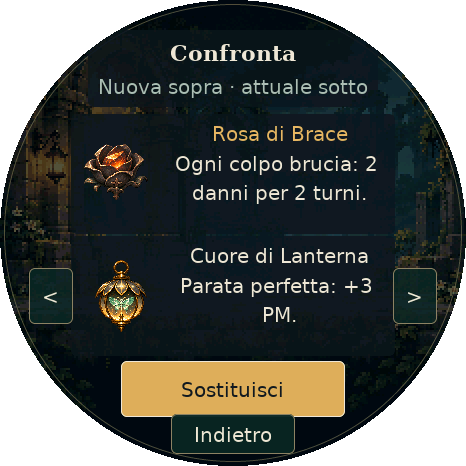 Confronta
Nuova sopra · attuale sotto
Rosa di Brace
Ogni colpo brucia: 2
danni per 2 turni.
Cuore di Lanterna
Parata perfetta: +3
PM.
<
>
Sostituisci
Indietro